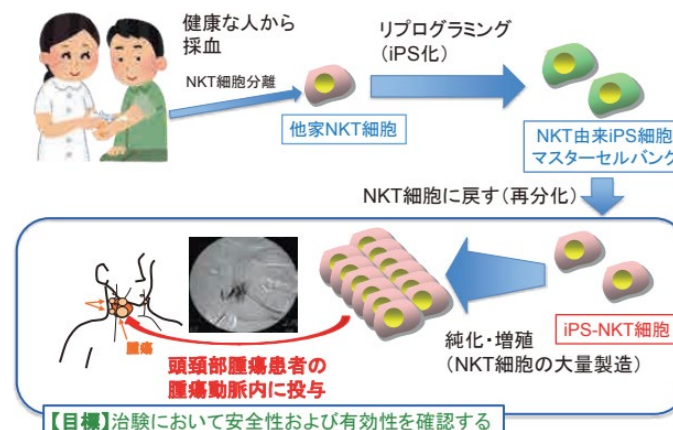 健康な人から
採血
NKT細胞分離
他家NKT細胞
リプログラミング
（iPS化）
NKT由来iPS細胞
マスターセルバンク
NKT細胞に戻す（再分化）
iPS-NKT細胞
純化・増殖
（NKT細胞の大量製造）
腫瘍
頭頸部腫瘍患者の
腫瘍動脈内に投与
【目標】治験において安全性および有効性を確認する